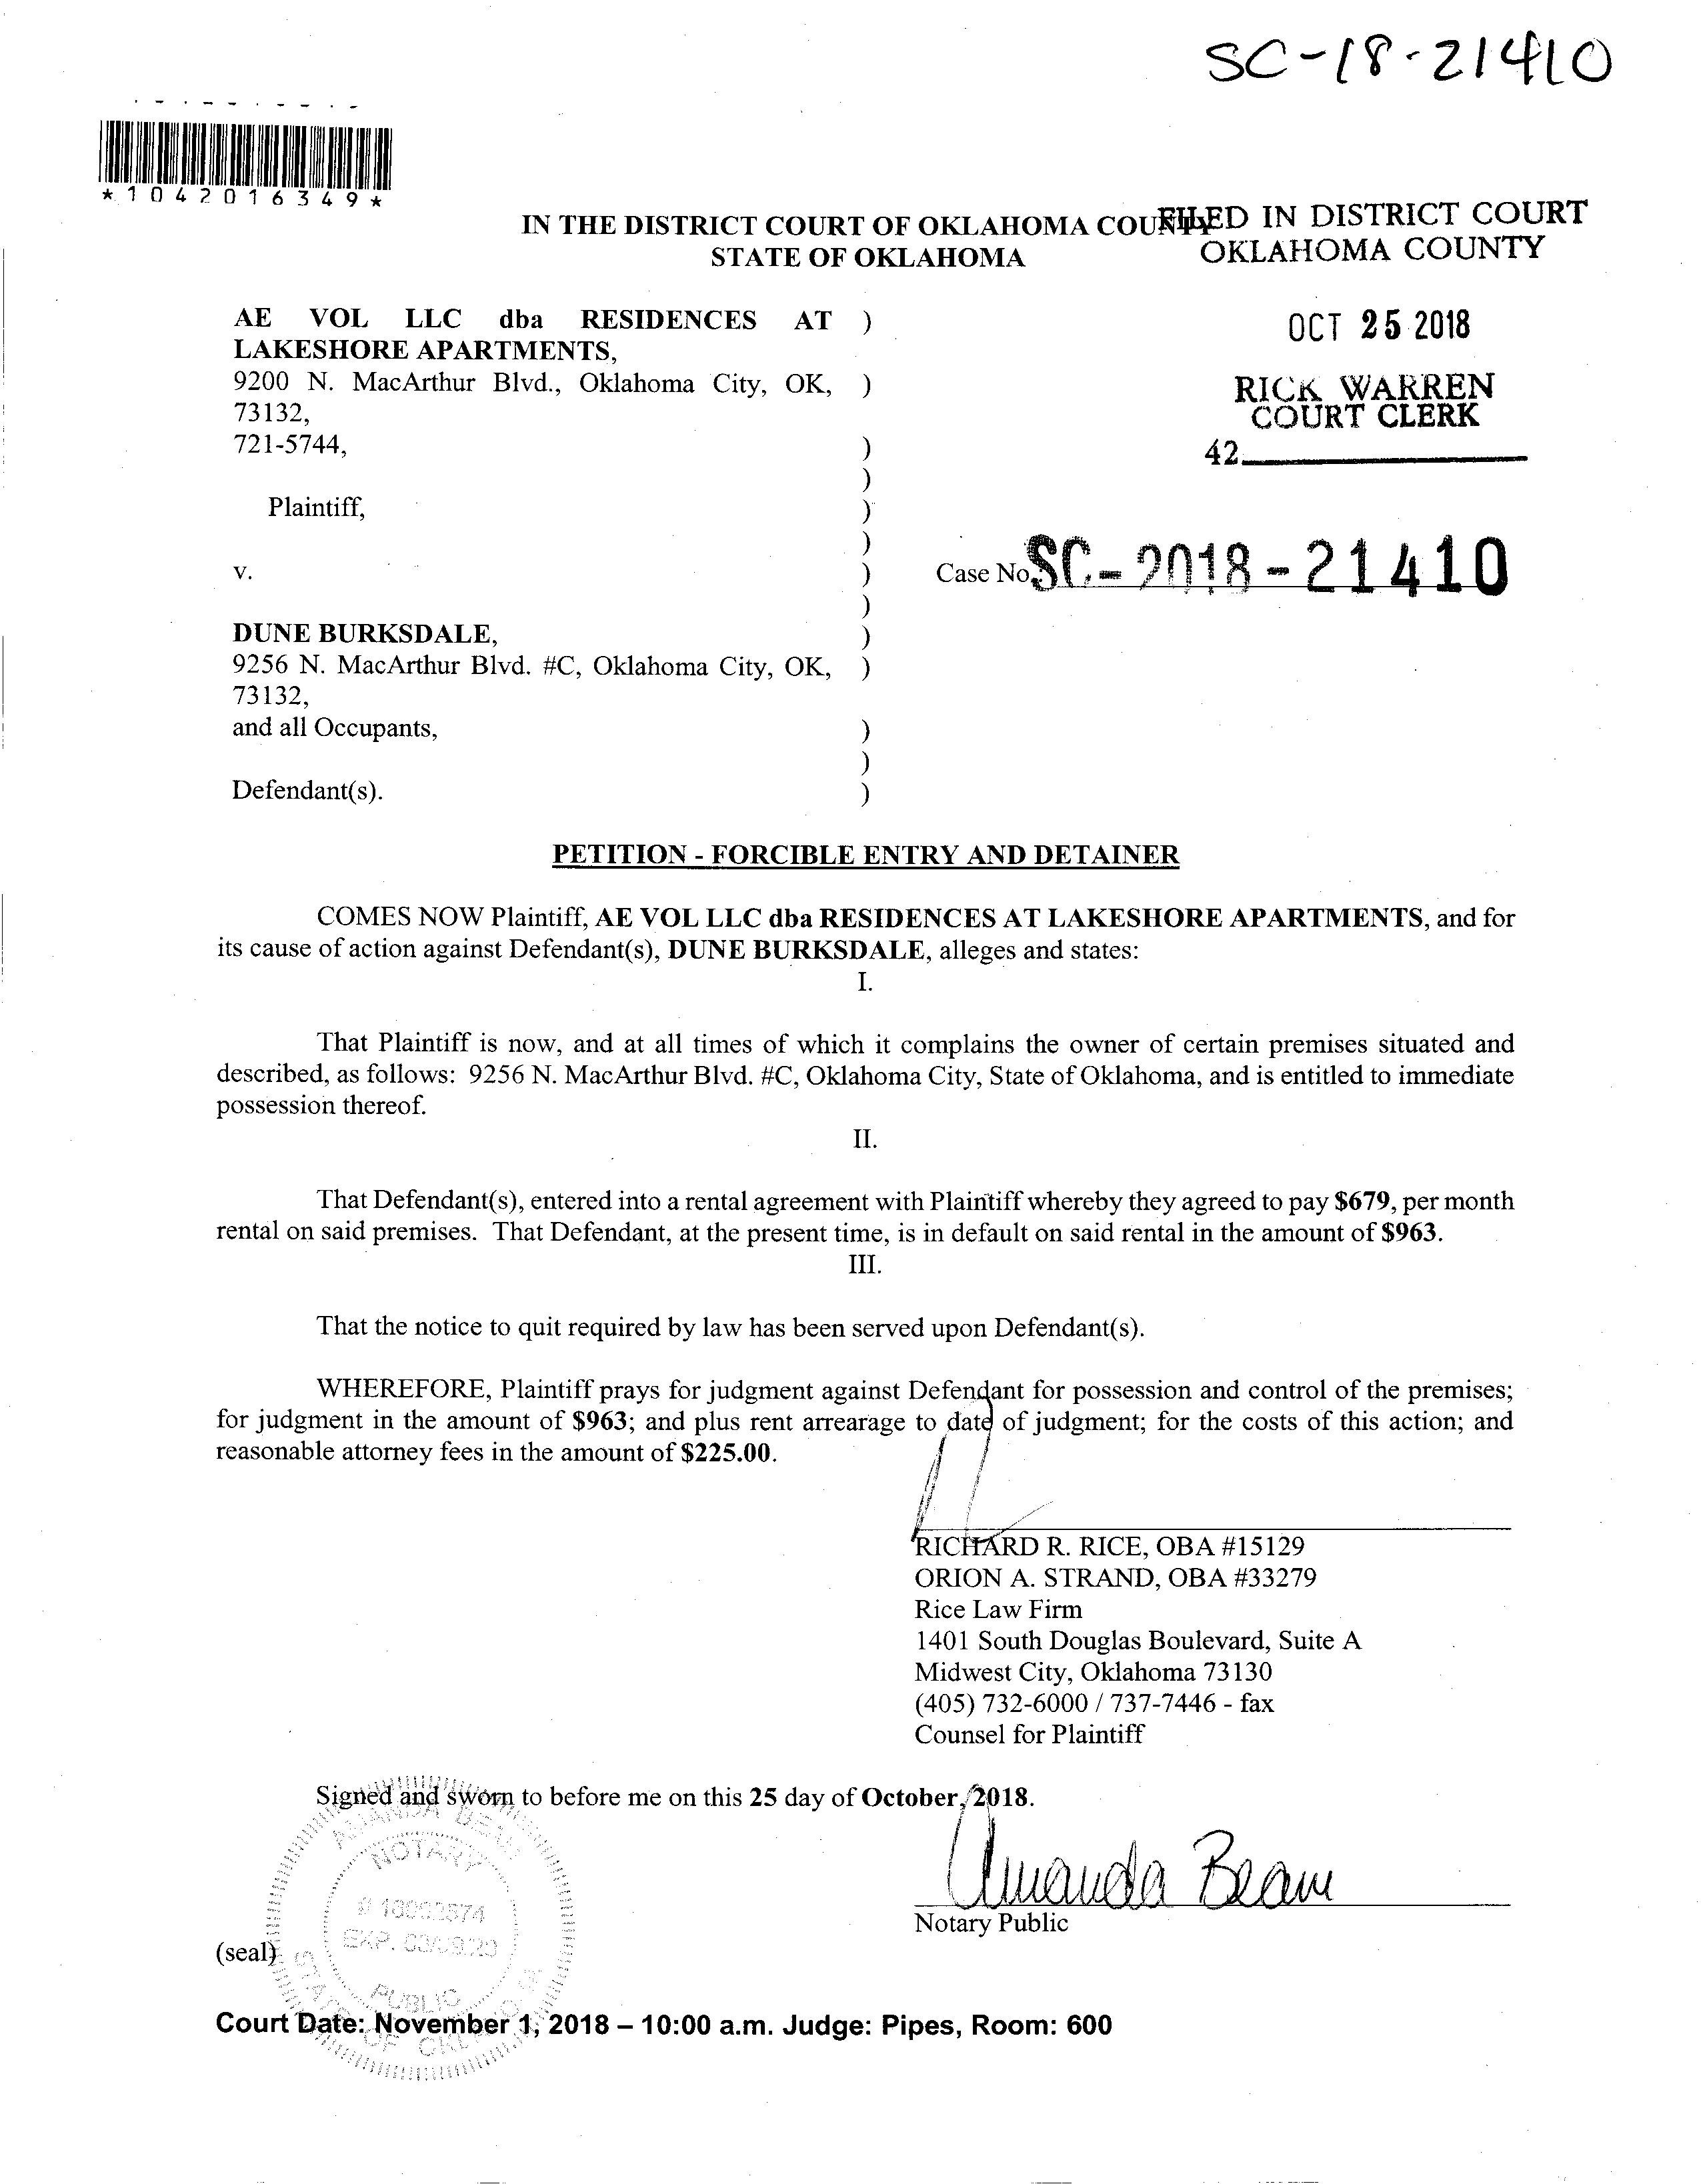 SC-18-21410
*1042016349*
IN THE DISTRICT COURT OF OKLAHOMA COUNTY
STATE OF OKLAHOMA
FILED IN DISTRICT COURT
OKLAHOMA COUNTY
OCT 25 2018
RICK WARREN
COURT CLERK
42
AE VOL LLC dba RESIDENCES AT )
LAKESHORE APARTMENTS,
9200 N. MacArthur Blvd., Oklahoma City, OK, )
73132,
721-5744, )
)
Plaintiff, )
)
v. ) Case No. SC-2018-21410
)
DUNE BURKSDALE, )
9256 N. MacArthur Blvd. #C, Oklahoma City, OK, )
73132,
and all Occupants, )
)
Defendant(s). )
PETITION - FORCIBLE ENTRY AND DETAINER
COMES NOW Plaintiff, AE VOL LLC dba RESIDENCES AT LAKESHORE APARTMENTS, and for
its cause of action against Defendant(s), DUNE BURKSDALE, alleges and states:
I.
That Plaintiff is now, and at all times of which it complains the owner of certain premises situated and
described, as follows: 9256 N. MacArthur Blvd. #C, Oklahoma City, State of Oklahoma, and is entitled to immediate
possession thereof.
II.
That Defendant(s), entered into a rental agreement with Plaintiff whereby they agreed to pay $679, per month
rental on said premises. That Defendant, at the present time, is in default on said rental in the amount of $963.
III.
That the notice to quit required by law has been served upon Defendant(s).
WHEREFORE, Plaintiff prays for judgment against Defendant for possession and control of the premises;
for judgment in the amount of $963; and plus rent arrearage to date of judgment; for the costs of this action; and
reasonable attorney fees in the amount of $225.00.
RICHARD R. RICE, OBA #15129
ORION A. STRAND, OBA #33279
Rice Law Firm
1401 South Douglas Boulevard, Suite A
Midwest City, Oklahoma 73130
(405) 732-6000 / 737-7446 - fax
Counsel for Plaintiff
Signed and sworn to before me on this 25 day of October, 2018.
Amanda Beam
Notary Public
NOTARY
EXP.
PUBLIC
(seal)
Court Date: November 1, 2018 – 10:00 a.m. Judge: Pipes, Room: 600